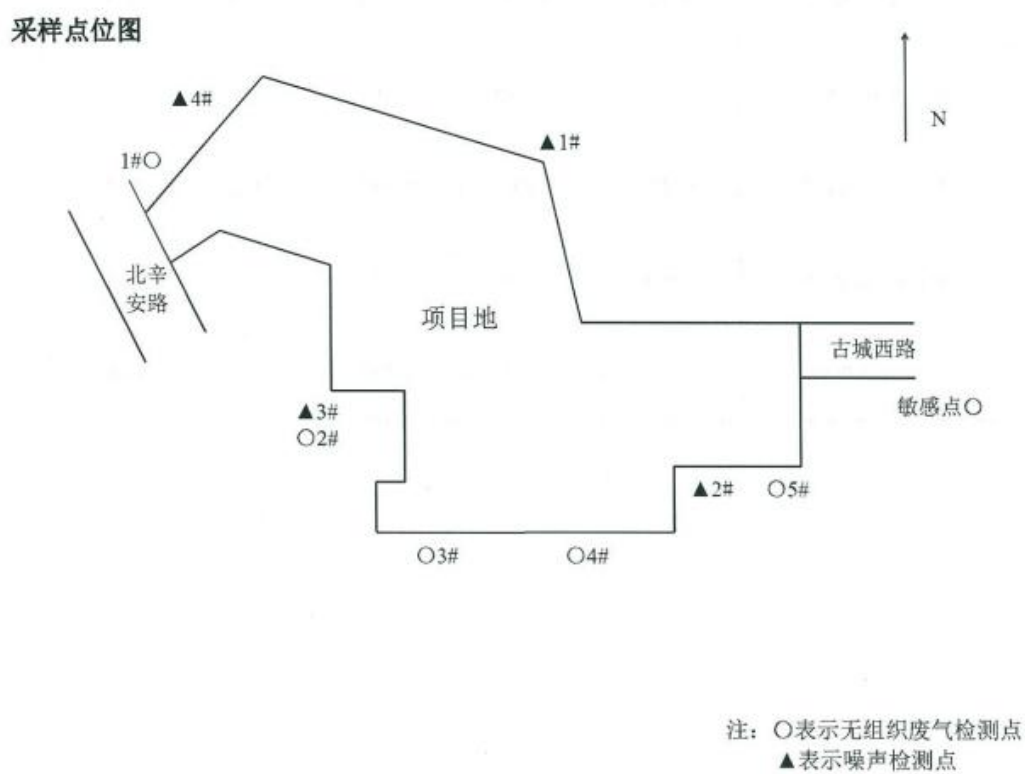 采样点位图
▲4#
N
▲1#
1#○
北辛
安路
项目地
古城西路
敏感点○
▲3#
○2#
▲2#
○5#
○3#
○4#
注：○表示无组织废气检测点
▲表示噪声检测点